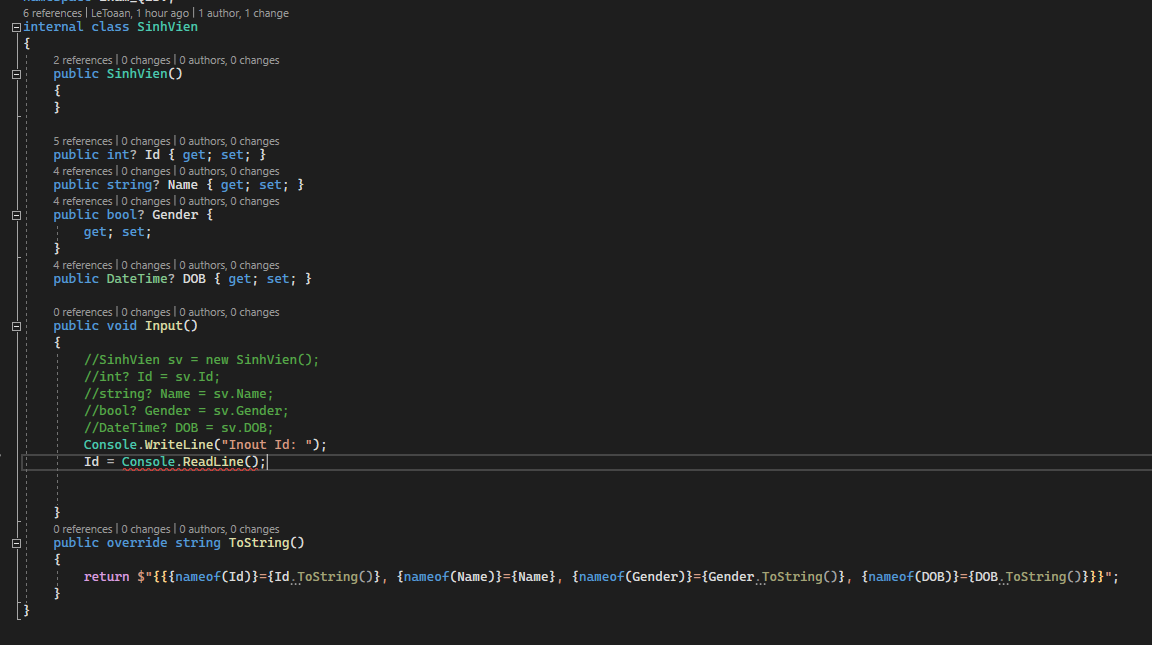 6 references | LeToaan, 1 hour ago | 1 author, 1 change
internal class SinhVien
{
2 references | 0 changes | 0 authors, 0 changes
public SinhVien()
{
}
5 references | 0 changes | 0 authors, 0 changes
public int? Id { get; set; }
4 references | 0 changes | 0 authors, 0 changes
public string? Name { get; set; }
4 references | 0 changes | 0 authors, 0 changes
public bool? Gender {
get; set;
}
4 references | 0 changes | 0 authors, 0 changes
public DateTime? DOB { get; set; }
0 references | 0 changes | 0 authors, 0 changes
public void Input()
{
//SinhVien sv = new SinhVien();
//int? Id = sv.Id;
//string? Name = sv.Name;
//bool? Gender = sv.Gender;
//DateTime? DOB = sv.DOB;
Console.WriteLine("Inout Id: ");
Id = Console.ReadLine();
}
0 references | 0 changes | 0 authors, 0 changes
public override string ToString()
{
return $"{{{nameof(Id)}={Id.ToString()}, {nameof(Name)}={Name}, {nameof(Gender)}={Gender.ToString()}, {nameof(DOB)}={DOB.ToString()}}}";
}
}